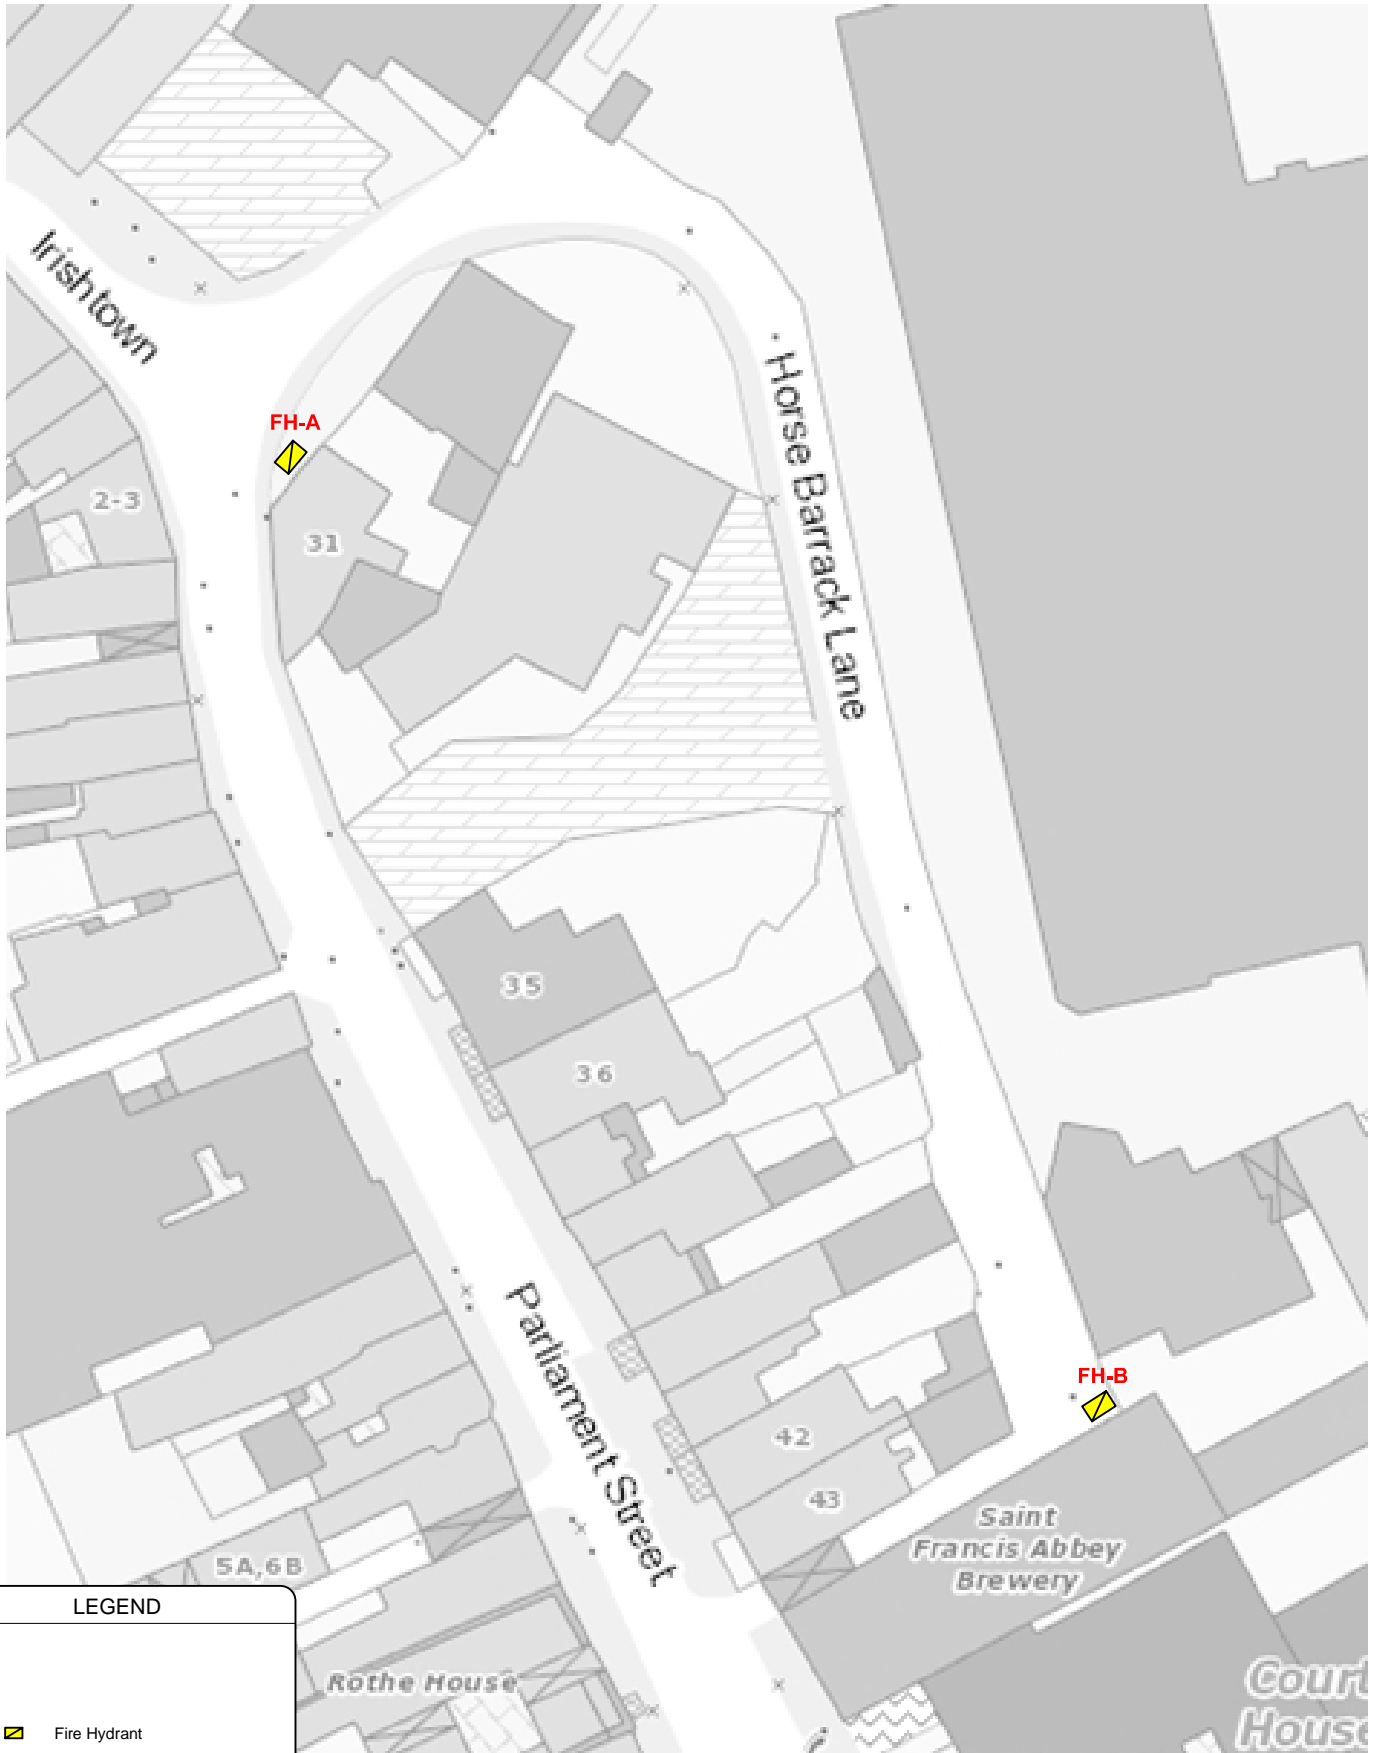 Irishtown
FH-A
Horse Barrack Lane
2-3
31
35
36
Parliament Street
FH-B
42
43
Saint
Francis Abbey
Brewery
5A,6B
LEGEND
Rothe House
Court
House
Fire Hydrant